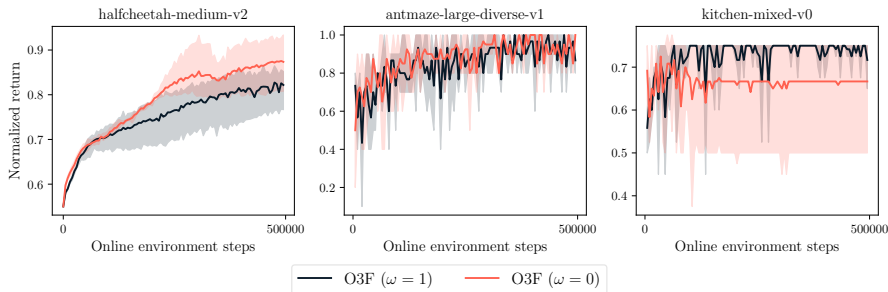 halfcheetah-medium-v2
antmaze-large-diverse-v1
kitchen-mixed-v0
Normalized return
0.9
0.8
0.7
0.6
1.0
0.8
0.6
0.4
0.2
0.7
0.6
0.5
0.4
0
500000
0
500000
0
500000
Online environment steps
Online environment steps
Online environment steps
O3F (ω = 1)
O3F (ω = 0)